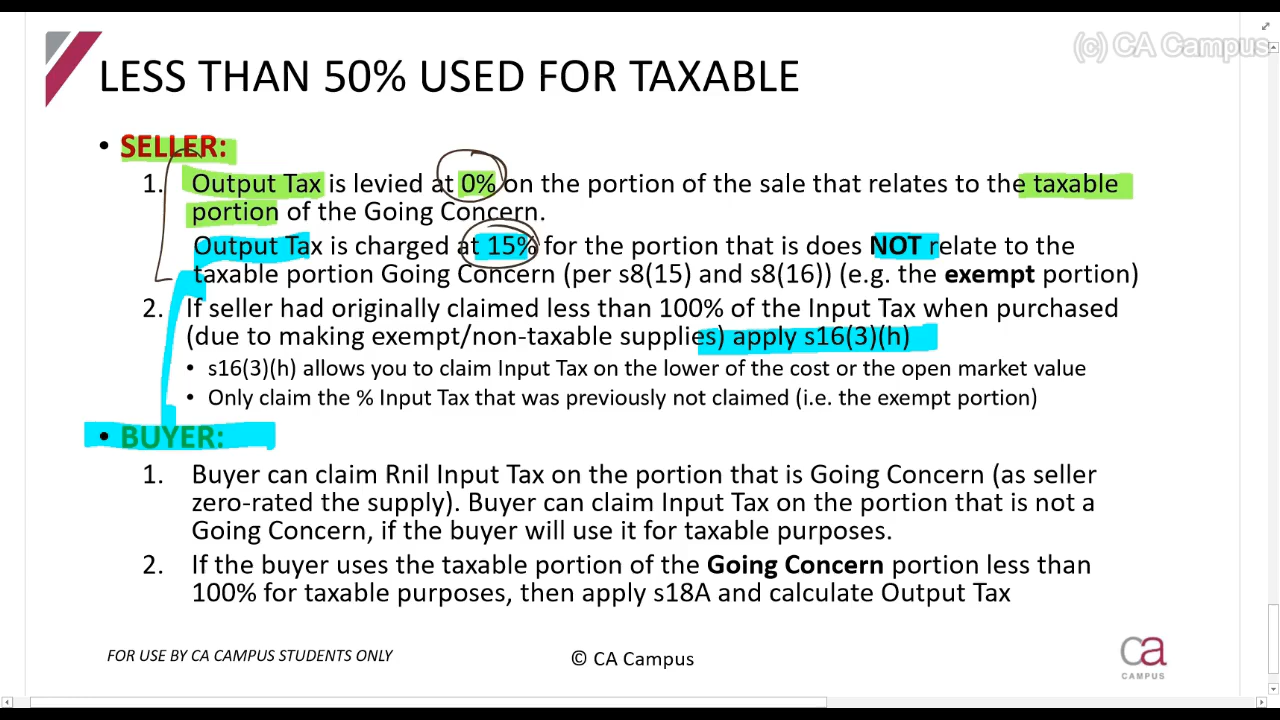 (c) CA Campus
LESS THAN 50% USED FOR TAXABLE
• SELLER:
1. Output Tax is levied at 0% on the portion of the sale that relates to the taxable
portion of the Going Concern.
Output Tax is charged at 15% for the portion that is does NOT relate to the
taxable portion Going Concern (per s8(15) and s8(16)) (e.g. the exempt portion)
2. If seller had originally claimed less than 100% of the Input Tax when purchased
(due to making exempt/non-taxable supplies) apply s16(3)(h)
• s16(3)(h) allows you to claim Input Tax on the lower of the cost or the open market value
• Only claim the % Input Tax that was previously not claimed (i.e. the exempt portion)
• BUYER:
1. Buyer can claim Rnil Input Tax on the portion that is Going Concern (as seller
zero-rated the supply). Buyer can claim Input Tax on the portion that is not a
Going Concern, if the buyer will use it for taxable purposes.
2. If the buyer uses the taxable portion of the Going Concern portion less than
100% for taxable purposes, then apply s18A and calculate Output Tax
FOR USE BY CA CAMPUS STUDENTS ONLY
© CA Campus
ca
CAMPUS